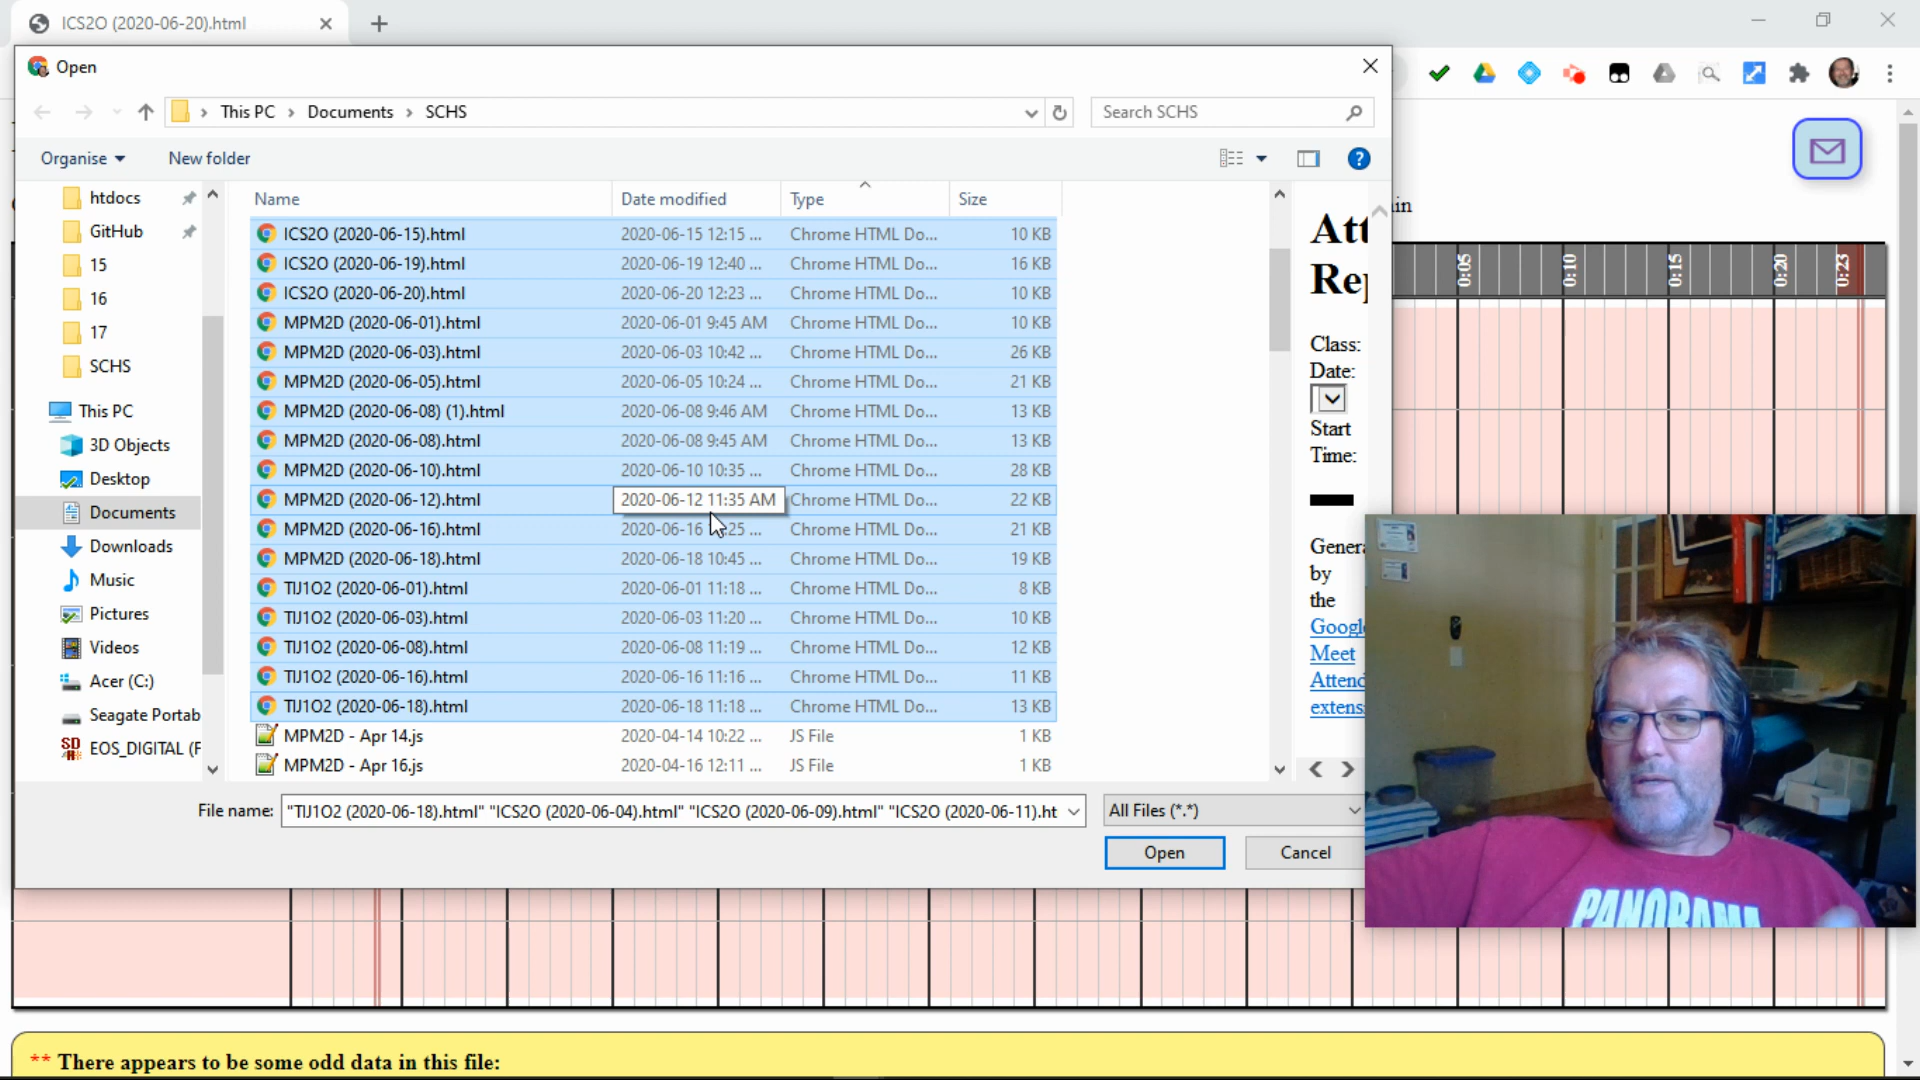 ICS2O (2020-06-20).html
Open
This PC
Documents
SCHS
Search SCHS
Organise
New folder
Name
Date modified
Type
Size
htdocs
GitHub
15
16
17
SCHS
This PC
3D Objects
Desktop
Documents
Downloads
Music
Pictures
Videos
Acer (C:)
Seagate Portab
EOS_DIGITAL (F
ICS2O (2020-06-15).html 2020-06-15 12:15 ... Chrome HTML Do... 10 KB
ICS2O (2020-06-19).html 2020-06-19 12:40 ... Chrome HTML Do... 16 KB
ICS2O (2020-06-20).html 2020-06-20 12:23 ... Chrome HTML Do... 10 KB
MPM2D (2020-06-01).html 2020-06-01 9:45 AM Chrome HTML Do... 10 KB
MPM2D (2020-06-03).html 2020-06-03 10:42 ... Chrome HTML Do... 26 KB
MPM2D (2020-06-05).html 2020-06-05 10:24 ... Chrome HTML Do... 21 KB
MPM2D (2020-06-08) (1).html 2020-06-08 9:46 AM Chrome HTML Do... 13 KB
MPM2D (2020-06-08).html 2020-06-08 9:45 AM Chrome HTML Do... 13 KB
MPM2D (2020-06-10).html 2020-06-10 10:35 ... Chrome HTML Do... 28 KB
MPM2D (2020-06-12).html 2020-06-12 11:35 AM Chrome HTML Do... 22 KB
MPM2D (2020-06-16).html 2020-06-16 :25 ... Chrome HTML Do... 21 KB
MPM2D (2020-06-18).html 2020-06-18 10:45 ... Chrome HTML Do... 19 KB
TIJ1O2 (2020-06-01).html 2020-06-01 11:18 ... Chrome HTML Do... 8 KB
TIJ1O2 (2020-06-03).html 2020-06-03 11:20 ... Chrome HTML Do... 10 KB
TIJ1O2 (2020-06-08).html 2020-06-08 11:19 ... Chrome HTML Do... 12 KB
TIJ1O2 (2020-06-16).html 2020-06-16 11:16 ... Chrome HTML Do... 11 KB
TIJ1O2 (2020-06-18).html 2020-06-18 11:18 ... Chrome HTML Do... 13 KB
MPM2D - Apr 14.js 2020-04-14 10:22 ... JS File 1 KB
MPM2D - Apr 16.js 2020-04-16 12:11 ... JS File 1 KB
Att
Rep
Class:
Date:
Start
Time:
Genera
by
the
Google
Meet
Attend
extens
File name: "TIJ1O2 (2020-06-18).html" "ICS2O (2020-06-04).html" "ICS2O (2020-06-09).html" "ICS2O (2020-06-11).ht
All Files (*.*)
Open
Cancel
in
0:05
0:10
0:15
0:20
0:23
PANORAMA
** There appears to be some odd data in this file: